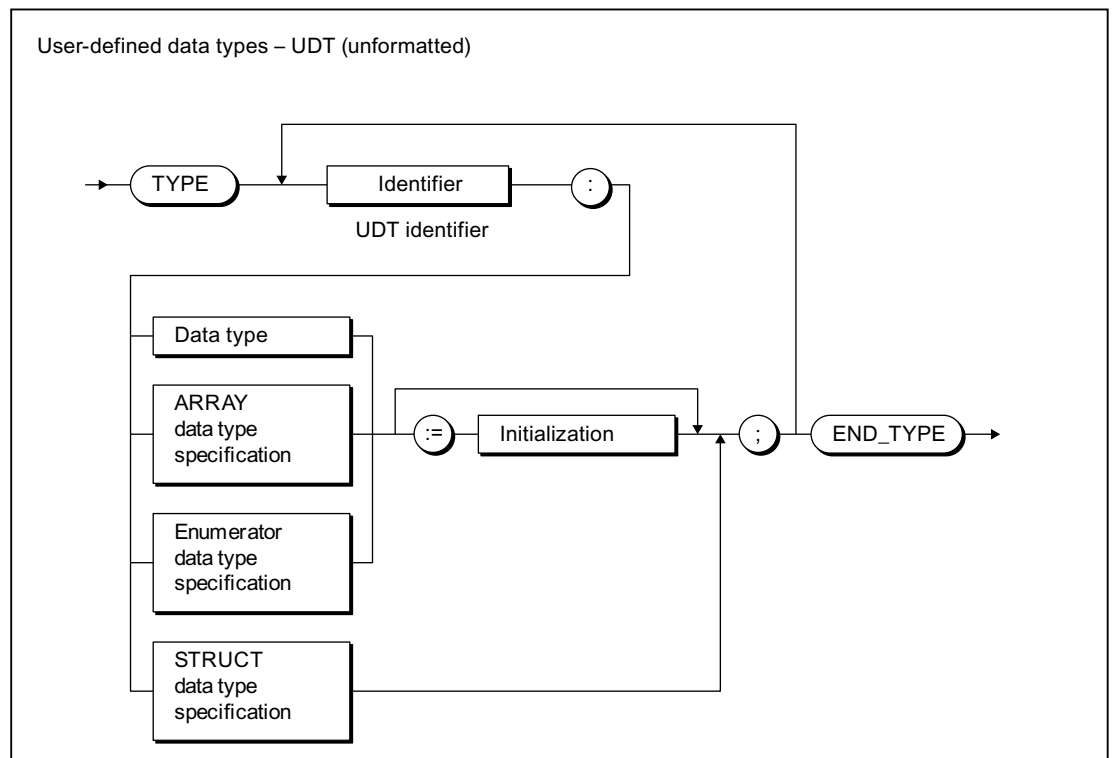 User-defined data types – UDT (unformatted)
TYPE
Identifier
:
UDT identifier
Data type
ARRAY
data type
specification
:=
Initialization
;
END_TYPE
Enumerator
data type
specification
STRUCT
data type
specification